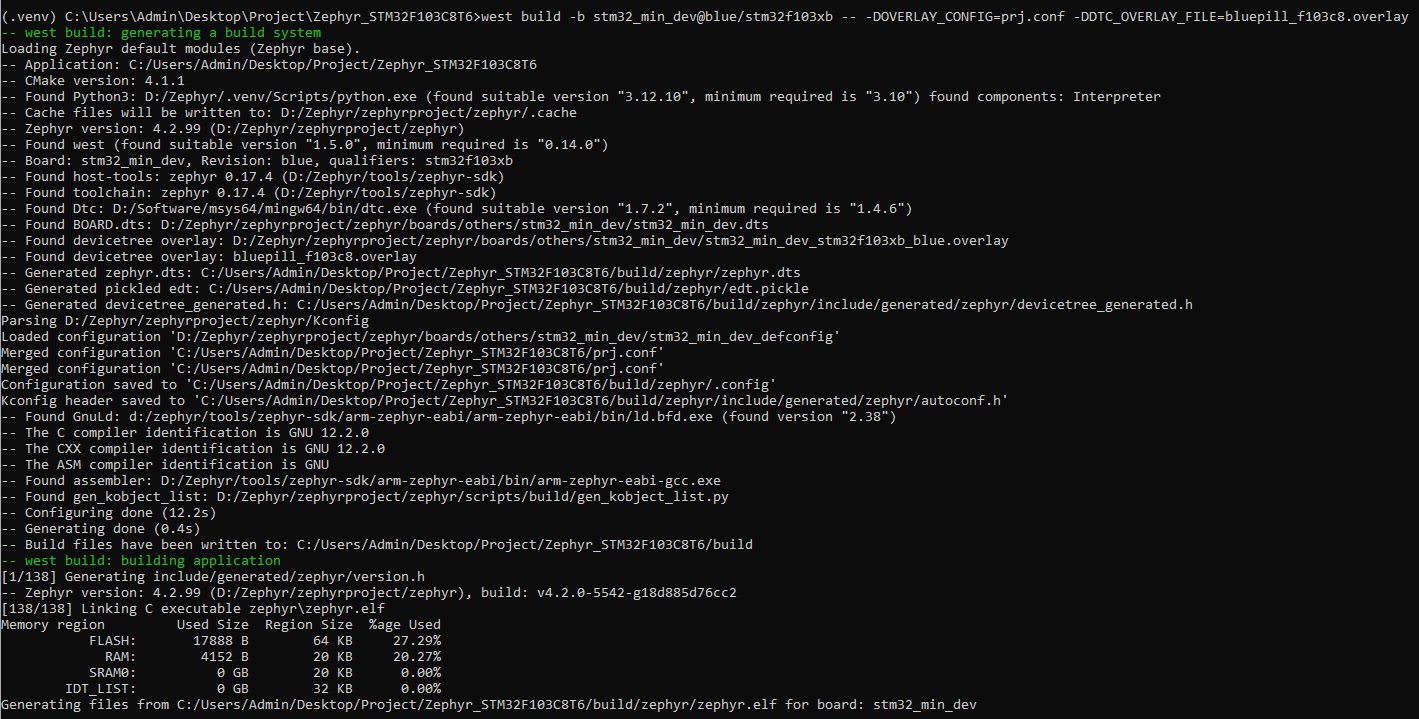 (.venv) C:\Users\Admin\Desktop\Project\Zephyr_STM32F103C8T6>west build -b stm32_min_dev@blue/stm32f103xb -- -DOVERLAY_CONFIG=prj.conf -DDTC_OVERLAY_FILE=bluepill_f103c8.overlay
-- west build: generating a build system
Loading Zephyr default modules (Zephyr base).
-- Application: C:/Users/Admin/Desktop/Project/Zephyr_STM32F103C8T6
-- CMake version: 4.1.1
-- Found Python3: D:/Zephyr/.venv/Scripts/python.exe (found suitable version "3.12.10", minimum required is "3.10") found components: Interpreter
-- Cache files will be written to: D:/Zephyr/zephyrproject/zephyr/.cache
-- Zephyr version: 4.2.99 (D:/Zephyr/zephyrproject/zephyr)
-- Found west (found suitable version "1.5.0", minimum required is "0.14.0")
-- Board: stm32_min_dev, Revision: blue, qualifiers: stm32f103xb
-- Found host-tools: zephyr 0.17.4 (D:/Zephyr/tools/zephyr-sdk)
-- Found toolchain: zephyr 0.17.4 (D:/Zephyr/tools/zephyr-sdk)
-- Found Dtc: D:/Software/msys64/mingw64/bin/dtc.exe (found suitable version "1.7.2", minimum required is "1.4.6")
-- Found BOARD.dts: D:/Zephyr/zephyrproject/zephyr/boards/others/stm32_min_dev/stm32_min_dev.dts
-- Found devicetree overlay: D:/Zephyr/zephyrproject/zephyr/boards/others/stm32_min_dev/stm32_min_dev_stm32f103xb_blue.overlay
-- Found devicetree overlay: bluepill_f103c8.overlay
-- Generated zephyr.dts: C:/Users/Admin/Desktop/Project/Zephyr_STM32F103C8T6/build/zephyr/zephyr.dts
-- Generated pickled edt: C:/Users/Admin/Desktop/Project/Zephyr_STM32F103C8T6/build/zephyr/edt.pickle
-- Generated devicetree_generated.h: C:/Users/Admin/Desktop/Project/Zephyr_STM32F103C8T6/build/zephyr/include/generated/zephyr/devicetree_generated.h
Parsing D:/Zephyr/zephyrproject/zephyr/Kconfig
Loaded configuration 'D:/Zephyr/zephyrproject/zephyr/boards/others/stm32_min_dev/stm32_min_dev_defconfig'
Merged configuration 'C:/Users/Admin/Desktop/Project/Zephyr_STM32F103C8T6/prj.conf'
Merged configuration 'C:/Users/Admin/Desktop/Project/Zephyr_STM32F103C8T6/prj.conf'
Configuration saved to 'C:/Users/Admin/Desktop/Project/Zephyr_STM32F103C8T6/build/zephyr/.config'
Kconfig header saved to 'C:/Users/Admin/Desktop/Project/Zephyr_STM32F103C8T6/build/zephyr/include/generated/zephyr/autoconf.h'
-- Found GnuLd: d:/zephyr/tools/zephyr-sdk/arm-zephyr-eabi/arm-zephyr-eabi/bin/ld.bfd.exe (found version "2.38")
-- The C compiler identification is GNU 12.2.0
-- The CXX compiler identification is GNU 12.2.0
-- The ASM compiler identification is GNU
-- Found assembler: D:/Zephyr/tools/zephyr-sdk/arm-zephyr-eabi/bin/arm-zephyr-eabi-gcc.exe
-- Found gen_kobject_list: D:/Zephyr/zephyrproject/zephyr/scripts/build/gen_kobject_list.py
-- Configuring done (12.2s)
-- Generating done (0.4s)
-- Build files have been written to: C:/Users/Admin/Desktop/Project/Zephyr_STM32F103C8T6/build
-- west build: building application
[1/138] Generating include/generated/zephyr/version.h
-- Zephyr version: 4.2.99 (D:/Zephyr/zephyrproject/zephyr), build: v4.2.0-5542-g18d885d76cc2
[138/138] Linking C executable zephyr\zephyr.elf
Memory region         Used Size  Region Size  %age Used
           FLASH:       17888 B        64 KB     27.29%
             RAM:        4152 B        20 KB     20.27%
           SRAM0:          0 GB        20 KB      0.00%
        IDT_LIST:          0 GB        32 KB      0.00%
Generating files from C:/Users/Admin/Desktop/Project/Zephyr_STM32F103C8T6/build/zephyr/zephyr.elf for board: stm32_min_dev